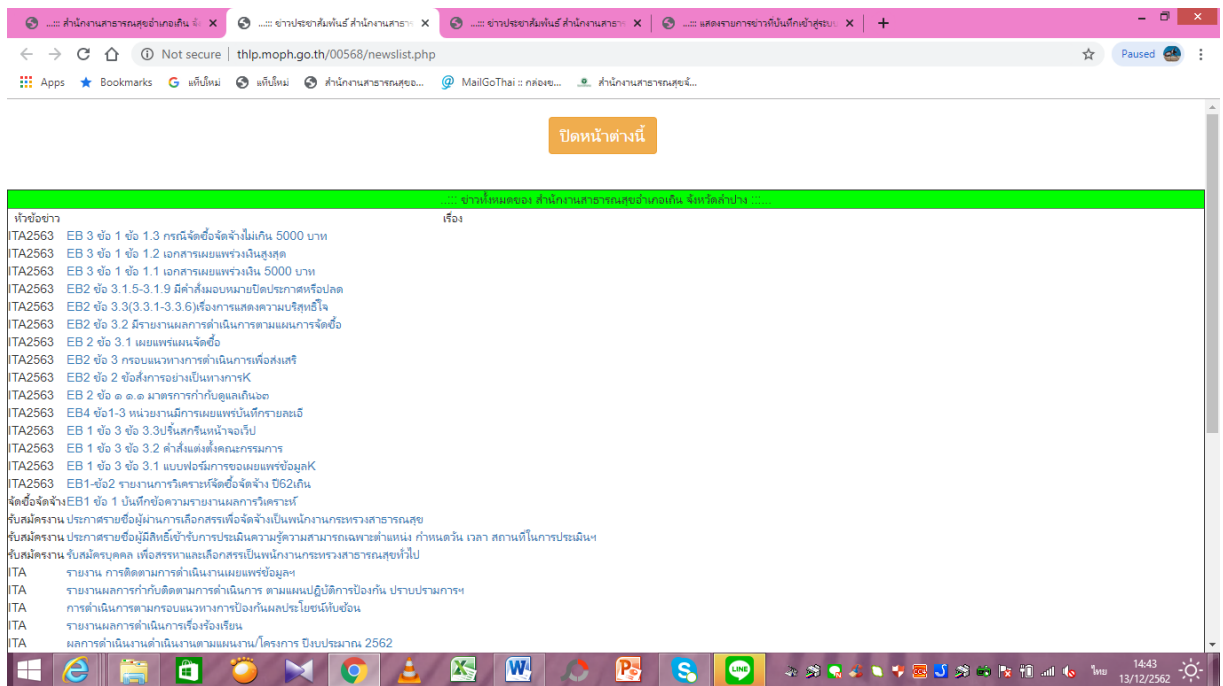 ...::: สำนักงานสาธารณสุขอำเภอเถิน จั
...::: ข่าวประชาสัมพันธ์ สำนักงานสาธาร
...::: ข่าวประชาสัมพันธ์ สำนักงานสาธาร
...::: แสดงรายการข่าวที่บันทึกเข้าสู่ระบบ
Not secure | thlp.moph.go.th/00568/newslist.php
Paused
Apps Bookmarks แท็บใหม่ แท็บใหม่ สำนักงานสาธารณสุขอ... MailGoThai :: กล่องข... สำนักงานสาธารณสุขจั...
ปิดหน้าต่างนี้
...::: ข่าวทั้งหมดของ สำนักงานสาธารณสุขอำเภอเถิน จังหวัดลำปาง :::...
หัวข้อข่าว เรื่อง
ITA2563 EB 3 ข้อ 1 ข้อ 1.3 กรณีจัดซื้อจัดจ้างไม่เกิน 5000 บาท
ITA2563 EB 3 ข้อ 1 ข้อ 1.2 เอกสารเผยแพร่วงเงินสูงสุด
ITA2563 EB 3 ข้อ 1 ข้อ 1.1 เอกสารเผยแพร่วงเงิน 5000 บาท
ITA2563 EB2 ข้อ 3.1.5-3.1.9 มีคำสั่งมอบหมายปิดประกาศหรือปลด
ITA2563 EB2 ข้อ 3.3(3.3.1-3.3.6)เรื่องการแสดงความบริสุทธิ์ใจ
ITA2563 EB2 ข้อ 3.2 มีรายงานผลการดำเนินการตามแผนการจัดซื้อ
ITA2563 EB 2 ข้อ 3.1 เผยแพร่แผนจัดซื้อ
ITA2563 EB2 ข้อ 3 กรอบแนวทางการดำเนินการเพื่อส่งเสริ
ITA2563 EB2 ข้อ 2 ข้อสั่งการอย่างเป็นทางการK
ITA2563 EB 2 ข้อ ๑ ๑.๑ มาตรการกำกับดูแลเถิน๖๓
ITA2563 EB4 ข้อ1-3 หน่วยงานมีการเผยแพร่บันทึกรายละเอี
ITA2563 EB 1 ข้อ 3 ข้อ 3.3ปริ้นสกรีนหน้าจอเว็ป
ITA2563 EB 1 ข้อ 3 ข้อ 3.2 คำสั่งแต่งตั้งคณะกรรมการ
ITA2563 EB 1 ข้อ 3 ข้อ 3.1 แบบฟอร์มการขอเผยแพร่ข้อมูลK
ITA2563 EB1-ข้อ2 รายงานการวิเคราะห์จัดซื้อจัดจ้าง ปี62เถิน
จัดซื้อจัดจ้าง EB1 ข้อ 1 บันทึกข้อความรายงานผลการวิเคราะห์
รับสมัครงาน ประกาศรายชื่อผู้ผ่านการเลือกสรรเพื่อจัดจ้างเป็นพนักงานกระทรวงสาธารณสุข
รับสมัครงาน ประกาศรายชื่อผู้มีสิทธิ์เข้ารับการประเมินความรู้ความสามารถเฉพาะตำแหน่ง กำหนดวัน เวลา สถานที่ในการประเมินฯ
รับสมัครงาน รับสมัครบุคคล เพื่อสรรหาและเลือกสรรเป็นพนักงานกระทรวงสาธารณสุขทั่วไป
ITA รายงาน การติดตามการดำเนินงานเผยแพร่ข้อมูลฯ
ITA รายงานผลการกำกับติดตามการดำเนินการ ตามแผนปฏิบัติการป้องกัน ปราบปรามการฯ
ITA การดำเนินการตามกรอบแนวทางการป้องกันผลประโยชน์ทับซ้อน
ITA รายงานผลการดำเนินการเรื่องร้องเรียน
ITA ผลการดำเนินงานดำเนินงานตามแผนงาน/โครงการ ปีงบประมาณ 2562
LINE
ไทย
14:43
13/12/2562